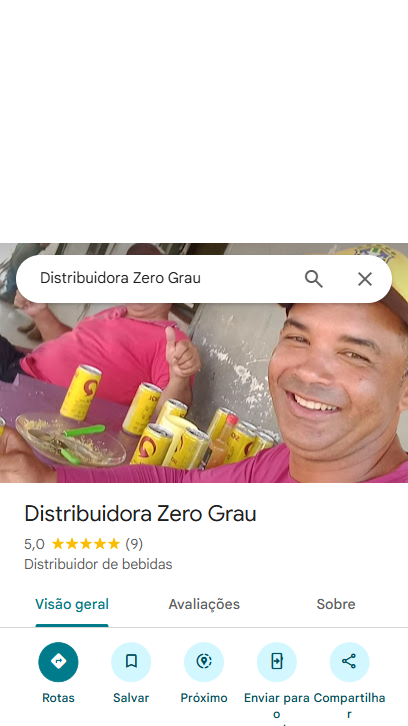 Distribuidora Zero Grau
Distribuidora Zero Grau
5,0 ★★★★★ (9)
Distribuidor de bebidas
Visão geral Avaliações Sobre
Rotas Salvar Próximo Enviar para o Compartilhar